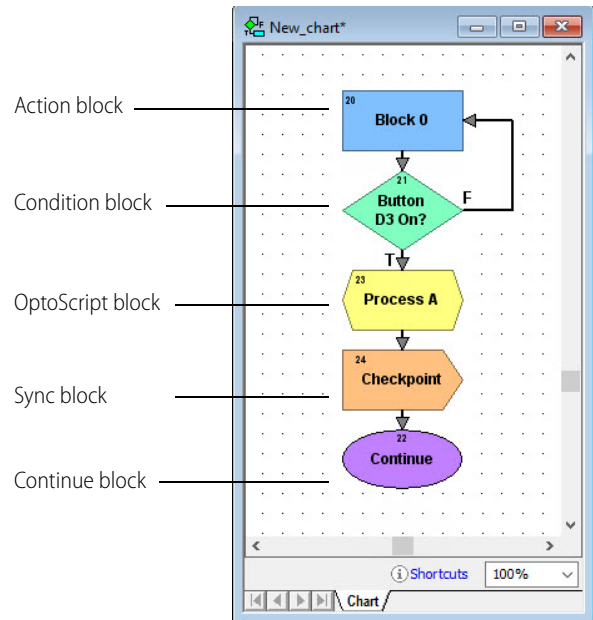 New_chart*
Action block
20
Block 0
Condition block
21
Button
D3 On?
F
T
OptoScript block
23
Process A
Sync block
24
Checkpoint
Continue block
22
Continue
Shortcuts
100%
Chart